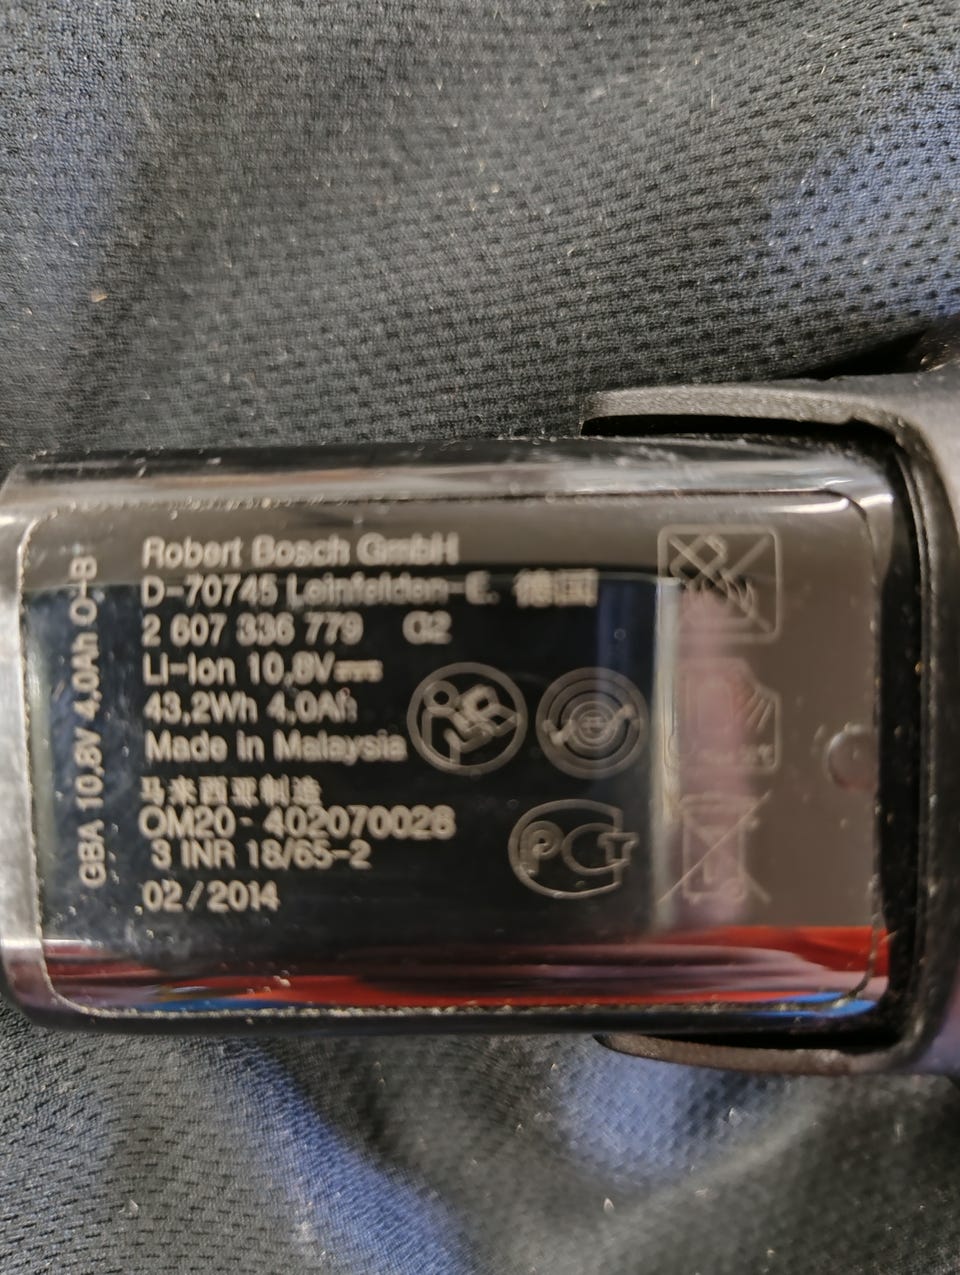 Robert Bosch GmbH
D-70745 Leinfelden-E. 德国
2 607 336 779 G2
Li-Ion 10,8V
43,2Wh 4,0Ah
Made in Malaysia
马来西亚制造
OM20 - 402070028
3 INR 18/65-2
02 / 2014
GBA 10,8V 4.0Ah O-B